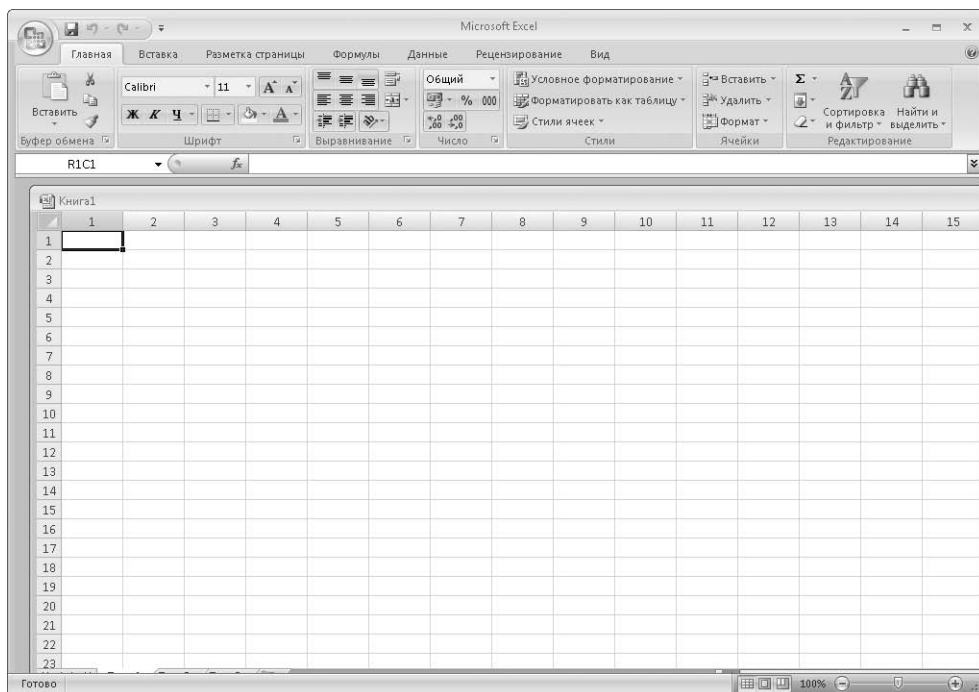 Microsoft Excel
Главная Вставка Разметка страницы Формулы Данные Рецензирование Вид
Вставить
Буфер обмена
Calibri 11 A A
Ж К Ч A
Шрифт
Выравнивание
Общий
% 000
,00 ,0
Число
Условное форматирование
Форматировать как таблицу
Стили ячеек
Стили
Вставить
Удалить
Формат
Ячейки
Σ
Сортировка и фильтр
Найти и выделить
Редактирование
R1C1 fx
Книга1
1 2 3 4 5 6 7 8 9 10 11 12 13 14 15
1
2
3
4
5
6
7
8
9
10
11
12
13
14
15
16
17
18
19
20
21
22
23
Готово 100%